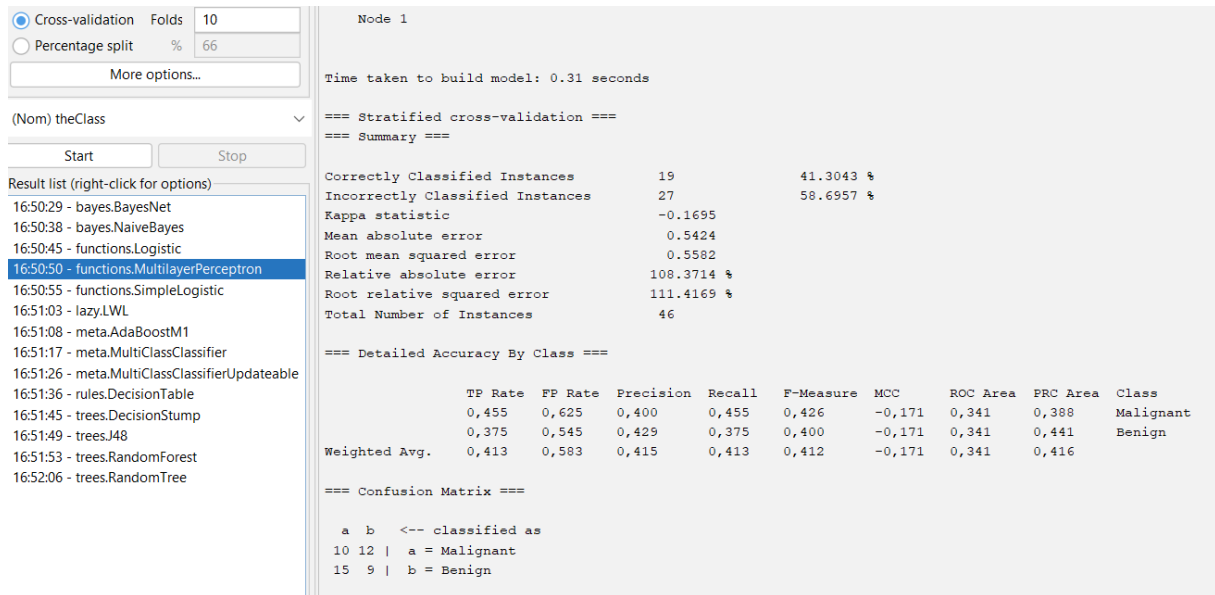 Cross-validation Folds 10
Percentage split % 66
More options...
(Nom) theClass
Start Stop
Result list (right-click for options)
16:50:29 - bayes.BayesNet
16:50:38 - bayes.NaiveBayes
16:50:45 - functions.Logistic
16:50:50 - functions.MultilayerPerceptron
16:50:55 - functions.SimpleLogistic
16:51:03 - lazy.LWL
16:51:08 - meta.AdaBoostM1
16:51:17 - meta.MultiClassClassifier
16:51:26 - meta.MultiClassClassifierUpdateable
16:51:36 - rules.DecisionTable
16:51:45 - trees.DecisionStump
16:51:49 - trees.J48
16:51:53 - trees.RandomForest
16:52:06 - trees.RandomTree
Node 1
Time taken to build model: 0.31 seconds
=== Stratified cross-validation ===
=== Summary ===
Correctly Classified Instances 19 41.3043 %
Incorrectly Classified Instances 27 58.6957 %
Kappa statistic -0.1695
Mean absolute error 0.5424
Root mean squared error 0.5582
Relative absolute error 108.3714 %
Root relative squared error 111.4169 %
Total Number of Instances 46
=== Detailed Accuracy By Class ===
TP Rate FP Rate Precision Recall F-Measure MCC ROC Area PRC Area Class
0,455 0,625 0,400 0,455 0,426 -0,171 0,341 0,388 Malignant
0,375 0,545 0,429 0,375 0,400 -0,171 0,341 0,441 Benign
Weighted Avg. 0,413 0,583 0,415 0,413 0,412 -0,171 0,341 0,416
=== Confusion Matrix ===
a b <-- classified as
10 12 | a = Malignant
15 9 | b = Benign